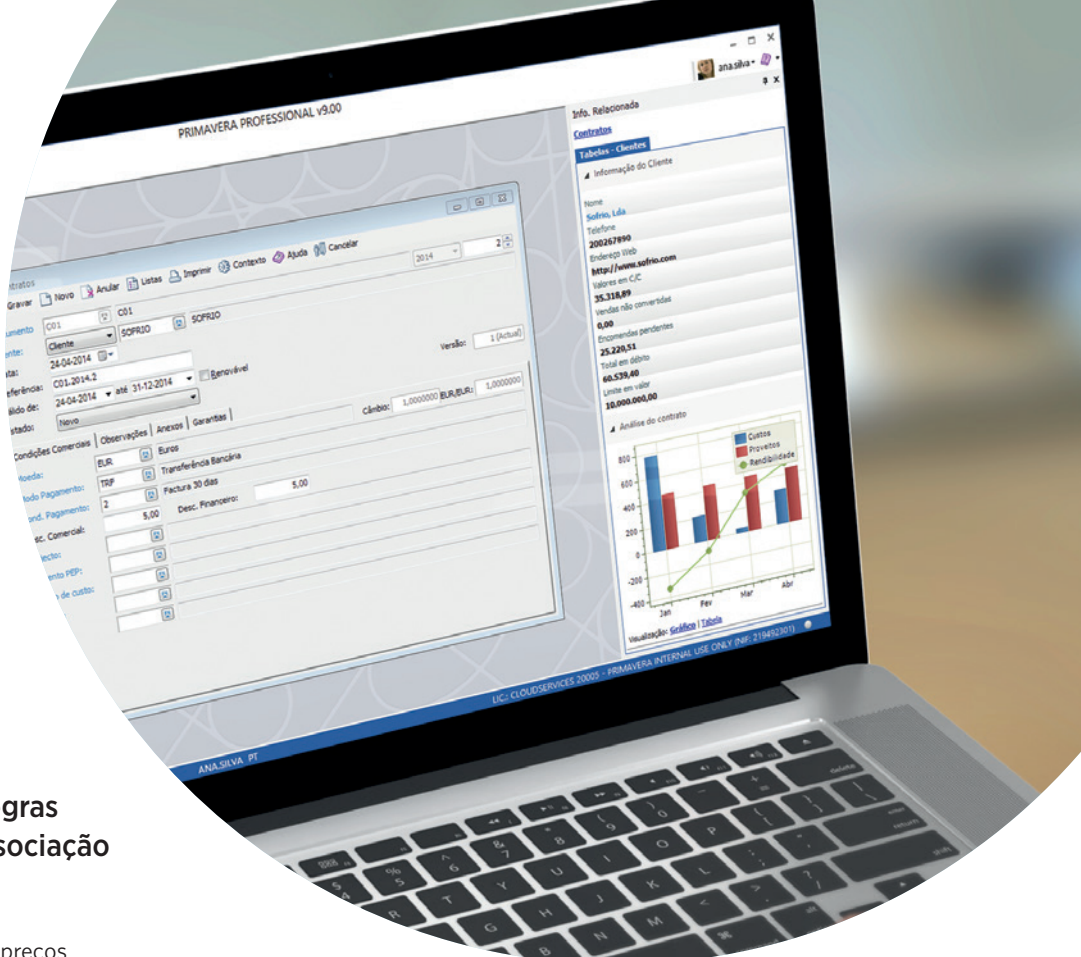 PRIMAVERA PROFESSIONAL v9.00
ana.silva
Gravar Novo Anular Listas Imprimir Contexto Ajuda Cancelar
C01 C01 2014 2
Cliente SOFRIO SOFRIO
24-04-2014 Versão: 1 (Actual)
C01.2014.2
24-04-2014 até 31-12-2014 Renovável
Novo
Condições Comerciais Observações Anexos Garantias
EUR Euros Câmbio: 1,0000000 EUR/EUR: 1,0000000
TRF Transferência Bancária
2 Factura 30 dias
5,00 Desc. Financeiro: 5,00
Info. Relacionada
Contratos
Tabelas - Clientes
Informação do Cliente
Nome
Sofrio, Lda
Telefone
200267890
Endereço Web
http://www.sofrio.com
Valores em C/C
35.318,89
Vendas não convertidas
0,00
Encomendas pendentes
25.220,51
Total em débito
60.539,40
Limite em valor
10.000.000,00
Análise do contrato
Custos
Proveitos
Rendibilidade
800
600
400
200
0
-200
-400
Jan Fev Mar Abr
Visualização: Gráfico | Tabela
ANA.SILVA PT LIC.: CLOUDSERVICES 20005 - PRIMAVERA INTERNAL USE ONLY (NIF: 219492301)
delete
enter
return
shift
alt
gras
sociação
preços